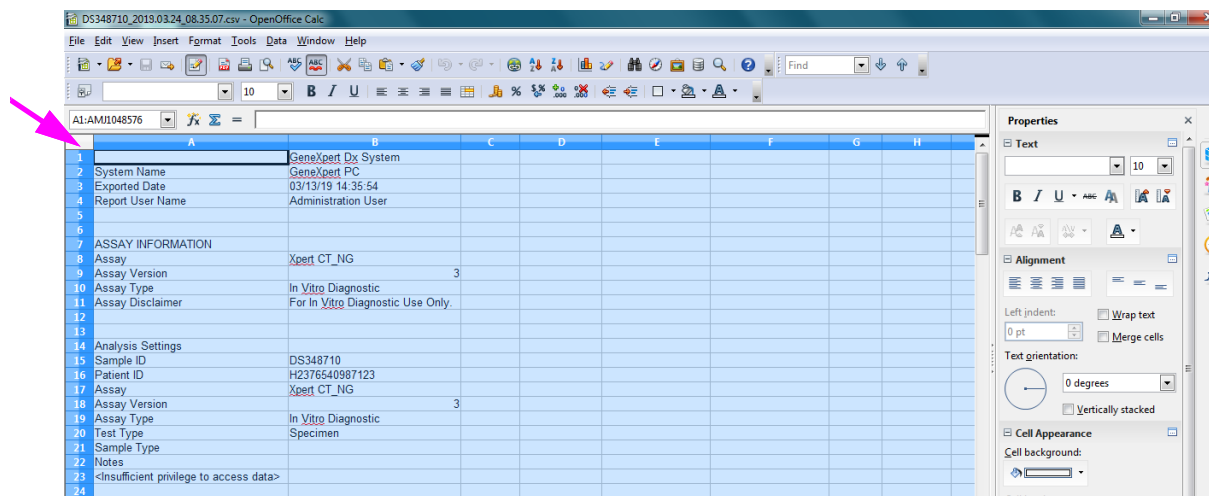 DS348710_2019.03.24_08.35.07.csv - OpenOffice Calc
File Edit View Insert Format Tools Data Window Help
Find
10
A1:AMJ1048576
A B C D E F G H
1 GeneXpert Dx System
2 System Name GeneXpert PC
3 Exported Date 03/13/19 14:35:54
4 Report User Name Administration User
5
6
7 ASSAY INFORMATION
8 Assay Xpert CT_NG
9 Assay Version 3
10 Assay Type In Vitro Diagnostic
11 Assay Disclaimer For In Vitro Diagnostic Use Only.
12
13
14 Analysis Settings
15 Sample ID DS348710
16 Patient ID H2376540987123
17 Assay Xpert CT_NG
18 Assay Version 3
19 Assay Type In Vitro Diagnostic
20 Test Type Specimen
21 Sample Type
22 Notes
23 <Insufficient privilege to access data>
24
Properties
Text
10
Alignment
Left indent:
Wrap text
0 pt
Merge cells
Text orientation:
0 degrees
Vertically stacked
Cell Appearance
Cell background: